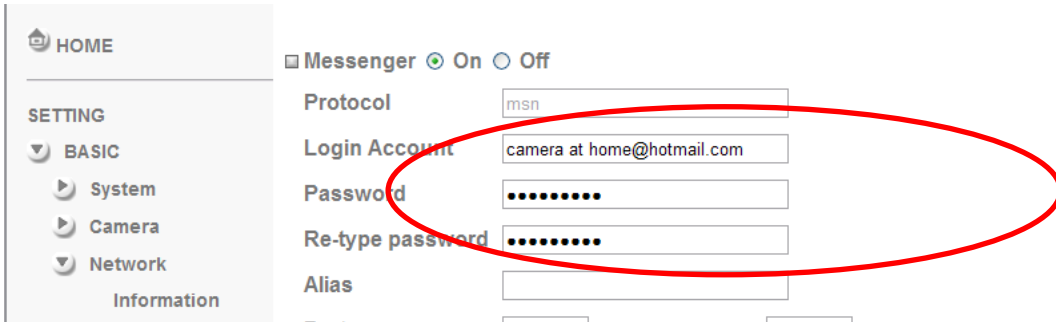 HOME
SETTING
BASIC
System
Camera
Network
Information
Messenger On Off
Protocol msn
Login Account camera at home@hotmail.com
Password •••••••••
Re-type password •••••••••
Alias